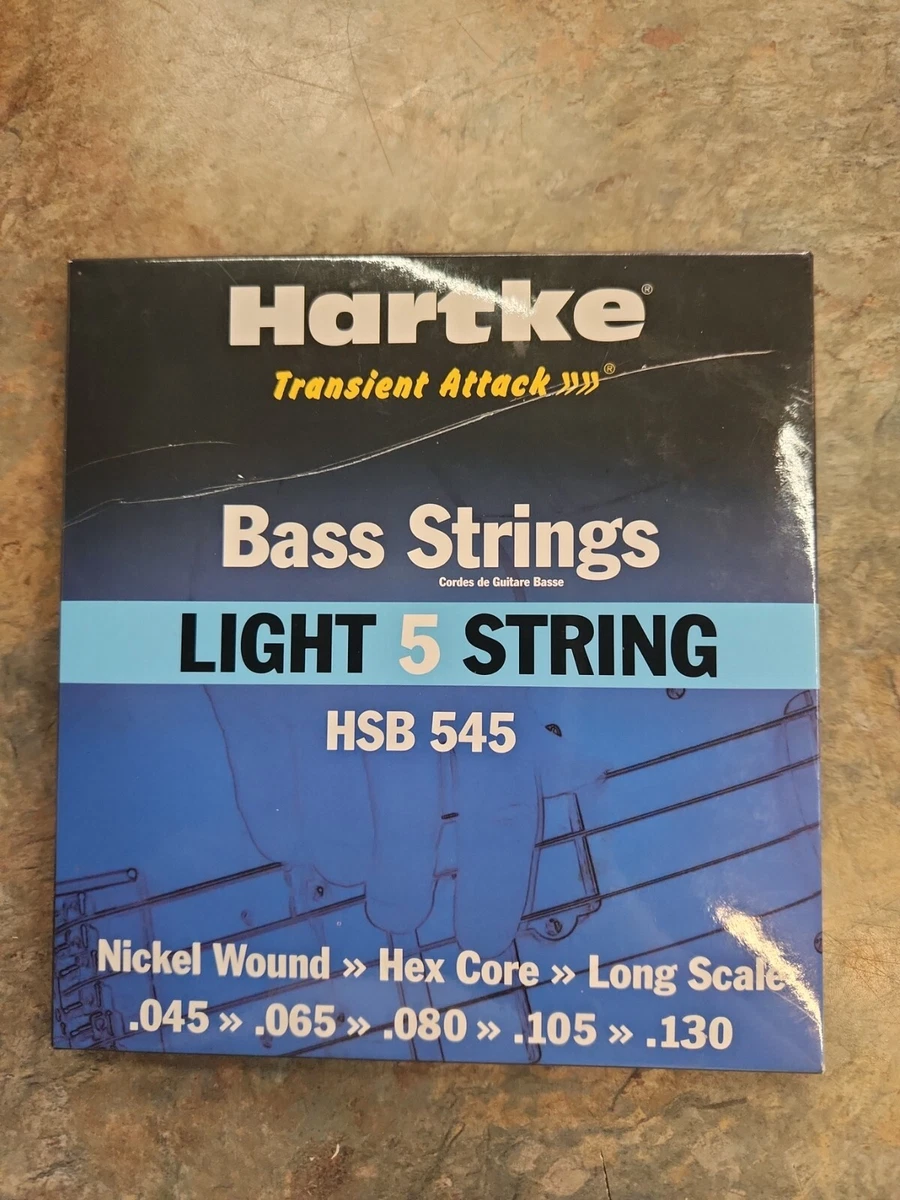 Hartke®
Transient Attack »»®
Bass Strings
Cordes de Guitare Basse
LIGHT 5 STRING
HSB 545
Nickel Wound » Hex Core » Long Scale
.045 » .065 » .080 » .105 » .130